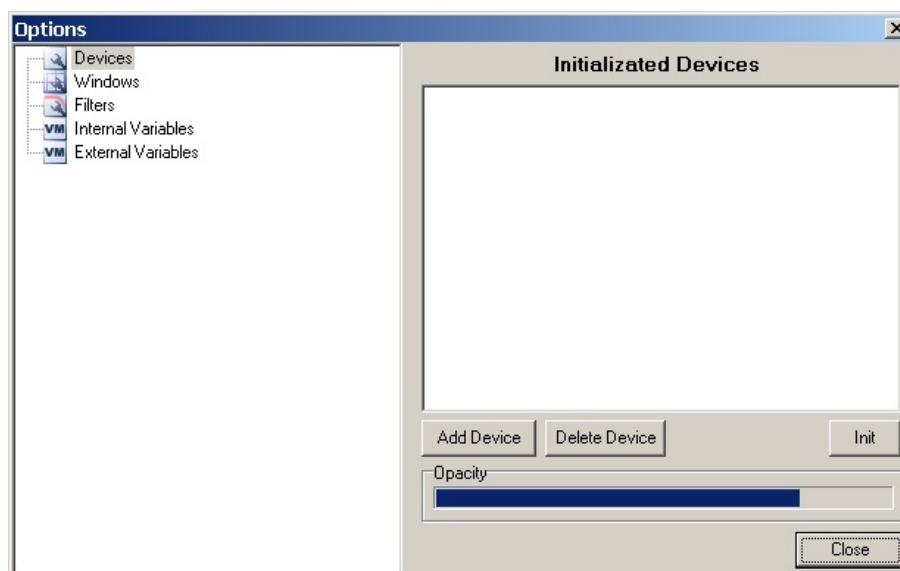 Options
Devices
Windows
Filters
VM Internal Variables
VM External Variables
Initializated Devices
Add Device Delete Device Init
Opacity
Close